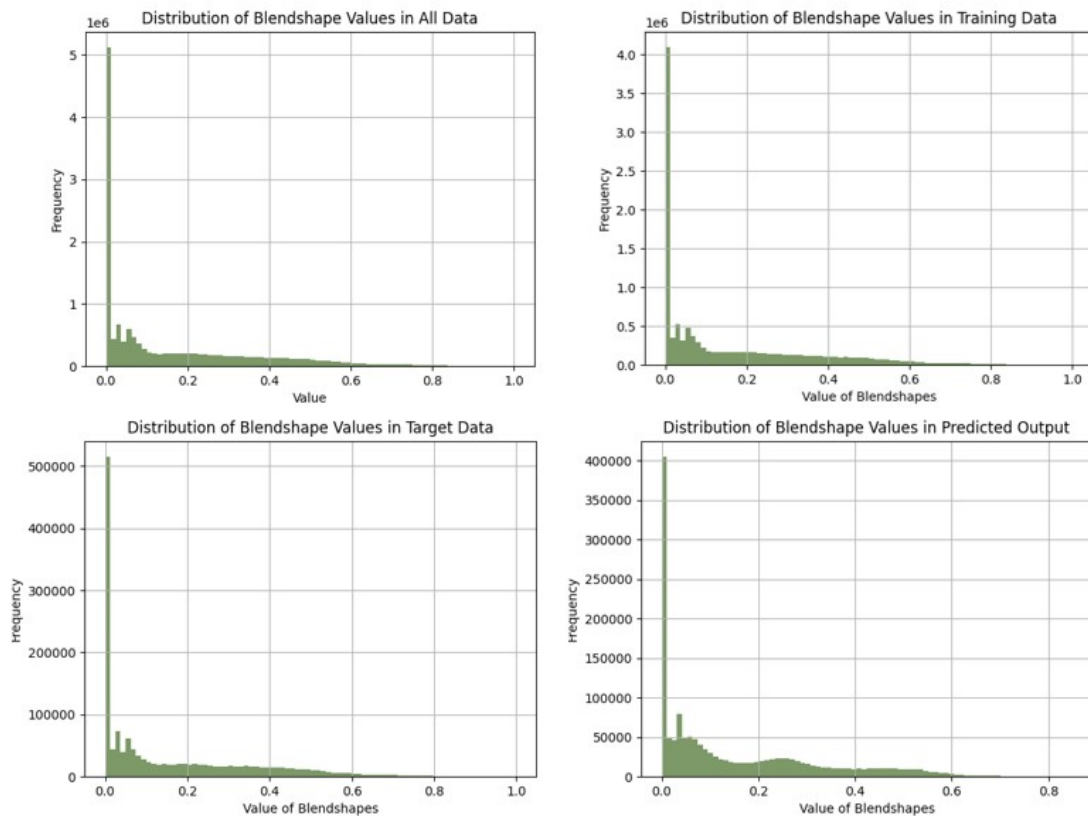 Distribution of Blendshape Values in All Data
1e6
5
4
3
2
1
0
Frequency
0.0 0.2 0.4 0.6 0.8 1.0
Value
Distribution of Blendshape Values in Training Data
1e6
4.0
3.5
3.0
2.5
2.0
1.5
1.0
0.5
0.0
Frequency
0.0 0.2 0.4 0.6 0.8 1.0
Value of Blendshapes
Distribution of Blendshape Values in Target Data
500000
400000
300000
200000
100000
0
Frequency
0.0 0.2 0.4 0.6 0.8 1.0
Value of Blendshapes
Distribution of Blendshape Values in Predicted Output
400000
350000
300000
250000
200000
150000
100000
50000
0
Frequency
0.0 0.2 0.4 0.6 0.8
Value of Blendshapes